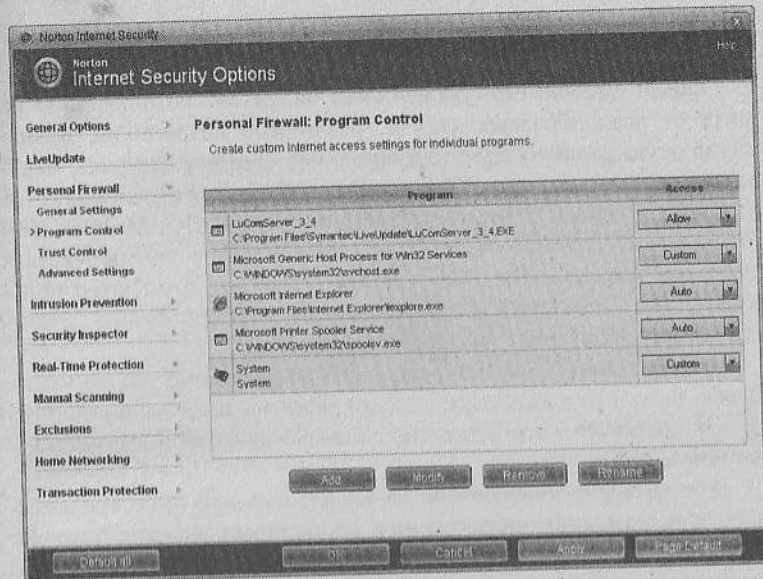 Norton Internet Security
Help
Norton
Internet Security Options
General Options
LiveUpdate
Personal Firewall
General Settings
>Program Control
Trust Control
Advanced Settings
Intrusion Prevention
Security Inspector
Real-Time Protection
Manual Scanning
Exclusions
Home Networking
Transaction Protection
Personal Firewall: Program Control
Create custom Internet access settings for individual programs.
Program Access
LuComServer_3_4 Allow
C:\Program Files\Symantec\LiveUpdate\LuComServer_3_4.EXE
Microsoft Generic Host Process for Win32 Services Custom
C:\WINDOWS\system32\svchost.exe
Microsoft Internet Explorer Auto
C:\Program Files\Internet Explorer\iexplore.exe
Microsoft Printer Spooler Service Auto
C:\WINDOWS\system32\spoolsv.exe
System Custom
System
Add Modify Remove Rename
Default all OK Cancel Apply Page Default